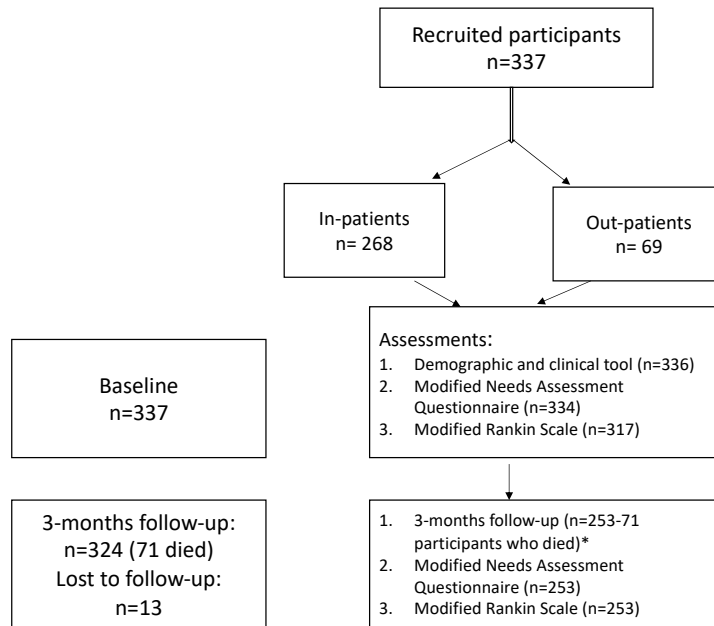 Recruited participants
n=337
In-patients
n= 268
Out-patients
n= 69
Baseline
n=337
Assessments:
1. Demographic and clinical tool (n=336)
2. Modified Needs Assessment
Questionnaire (n=334)
3. Modified Rankin Scale (n=317)
3-months follow-up:
n=324 (71 died)
Lost to follow-up:
n=13
1. 3-months follow-up (n=253-71
participants who died)*
2. Modified Needs Assessment
Questionnaire (n=253)
3. Modified Rankin Scale (n=253)